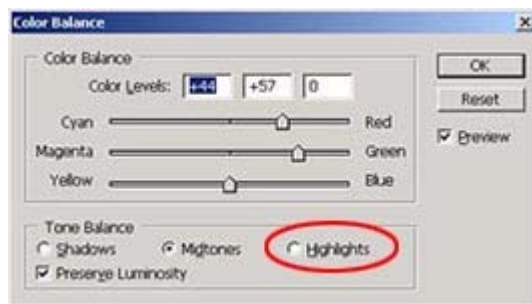 Color Balance
Color Balance
OK
Color Levels: +44 +57 0
Reset
Cyan Red
Preview
Magenta Green
Yellow Blue
Tone Balance
Shadows Midtones Highlights
Preserve Luminosity